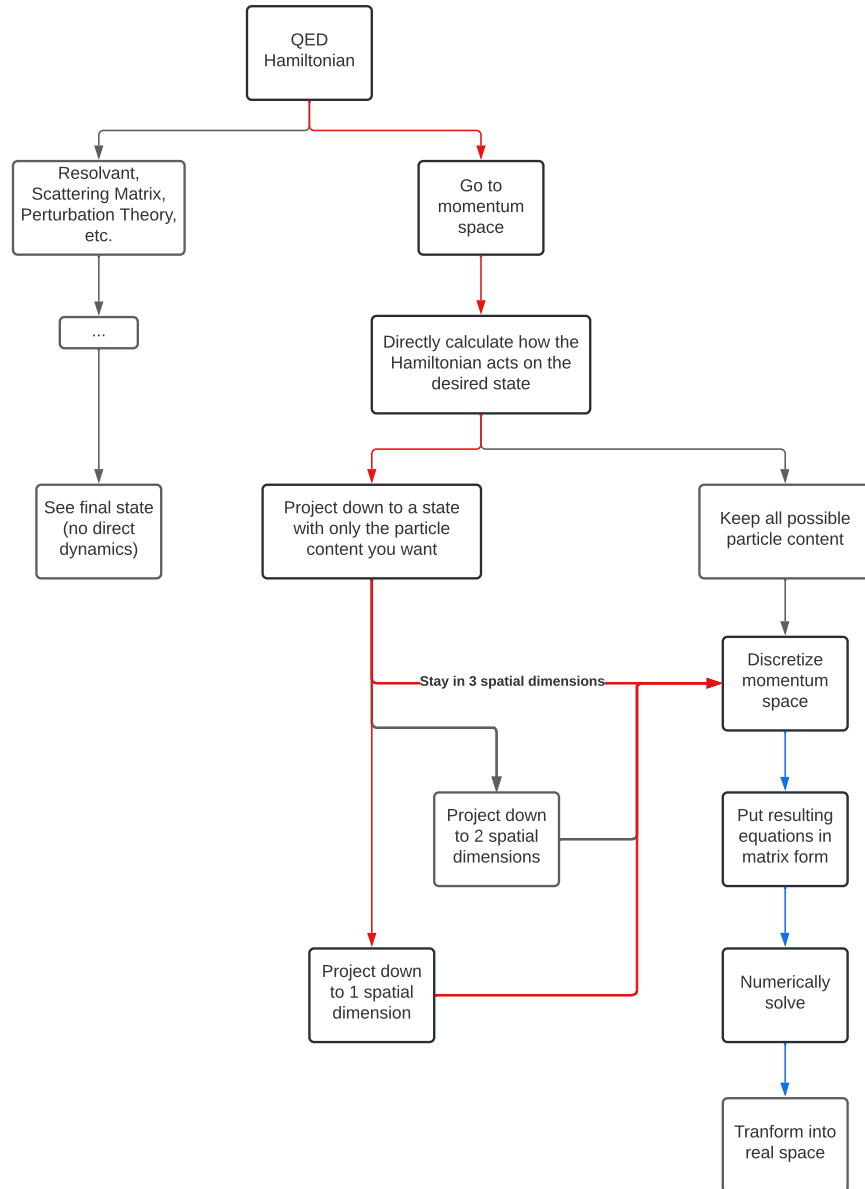 QED
Hamiltonian
Resolvant,
Scattering Matrix,
Perturbation Theory,
etc.
Go to
momentum
space
...
Directly calculate how the
Hamiltonian acts on the
desired state
See final state
(no direct
dynamics)
Project down to a state
with only the particle
content you want
Keep all possible
particle content
Stay in 3 spatial dimensions
Discretize
momentum
space
Project down
to 2 spatial
dimensions
Put resulting
equations in
matrix form
Project down
to 1 spatial
dimension
Numerically
solve
Tranform into
real space